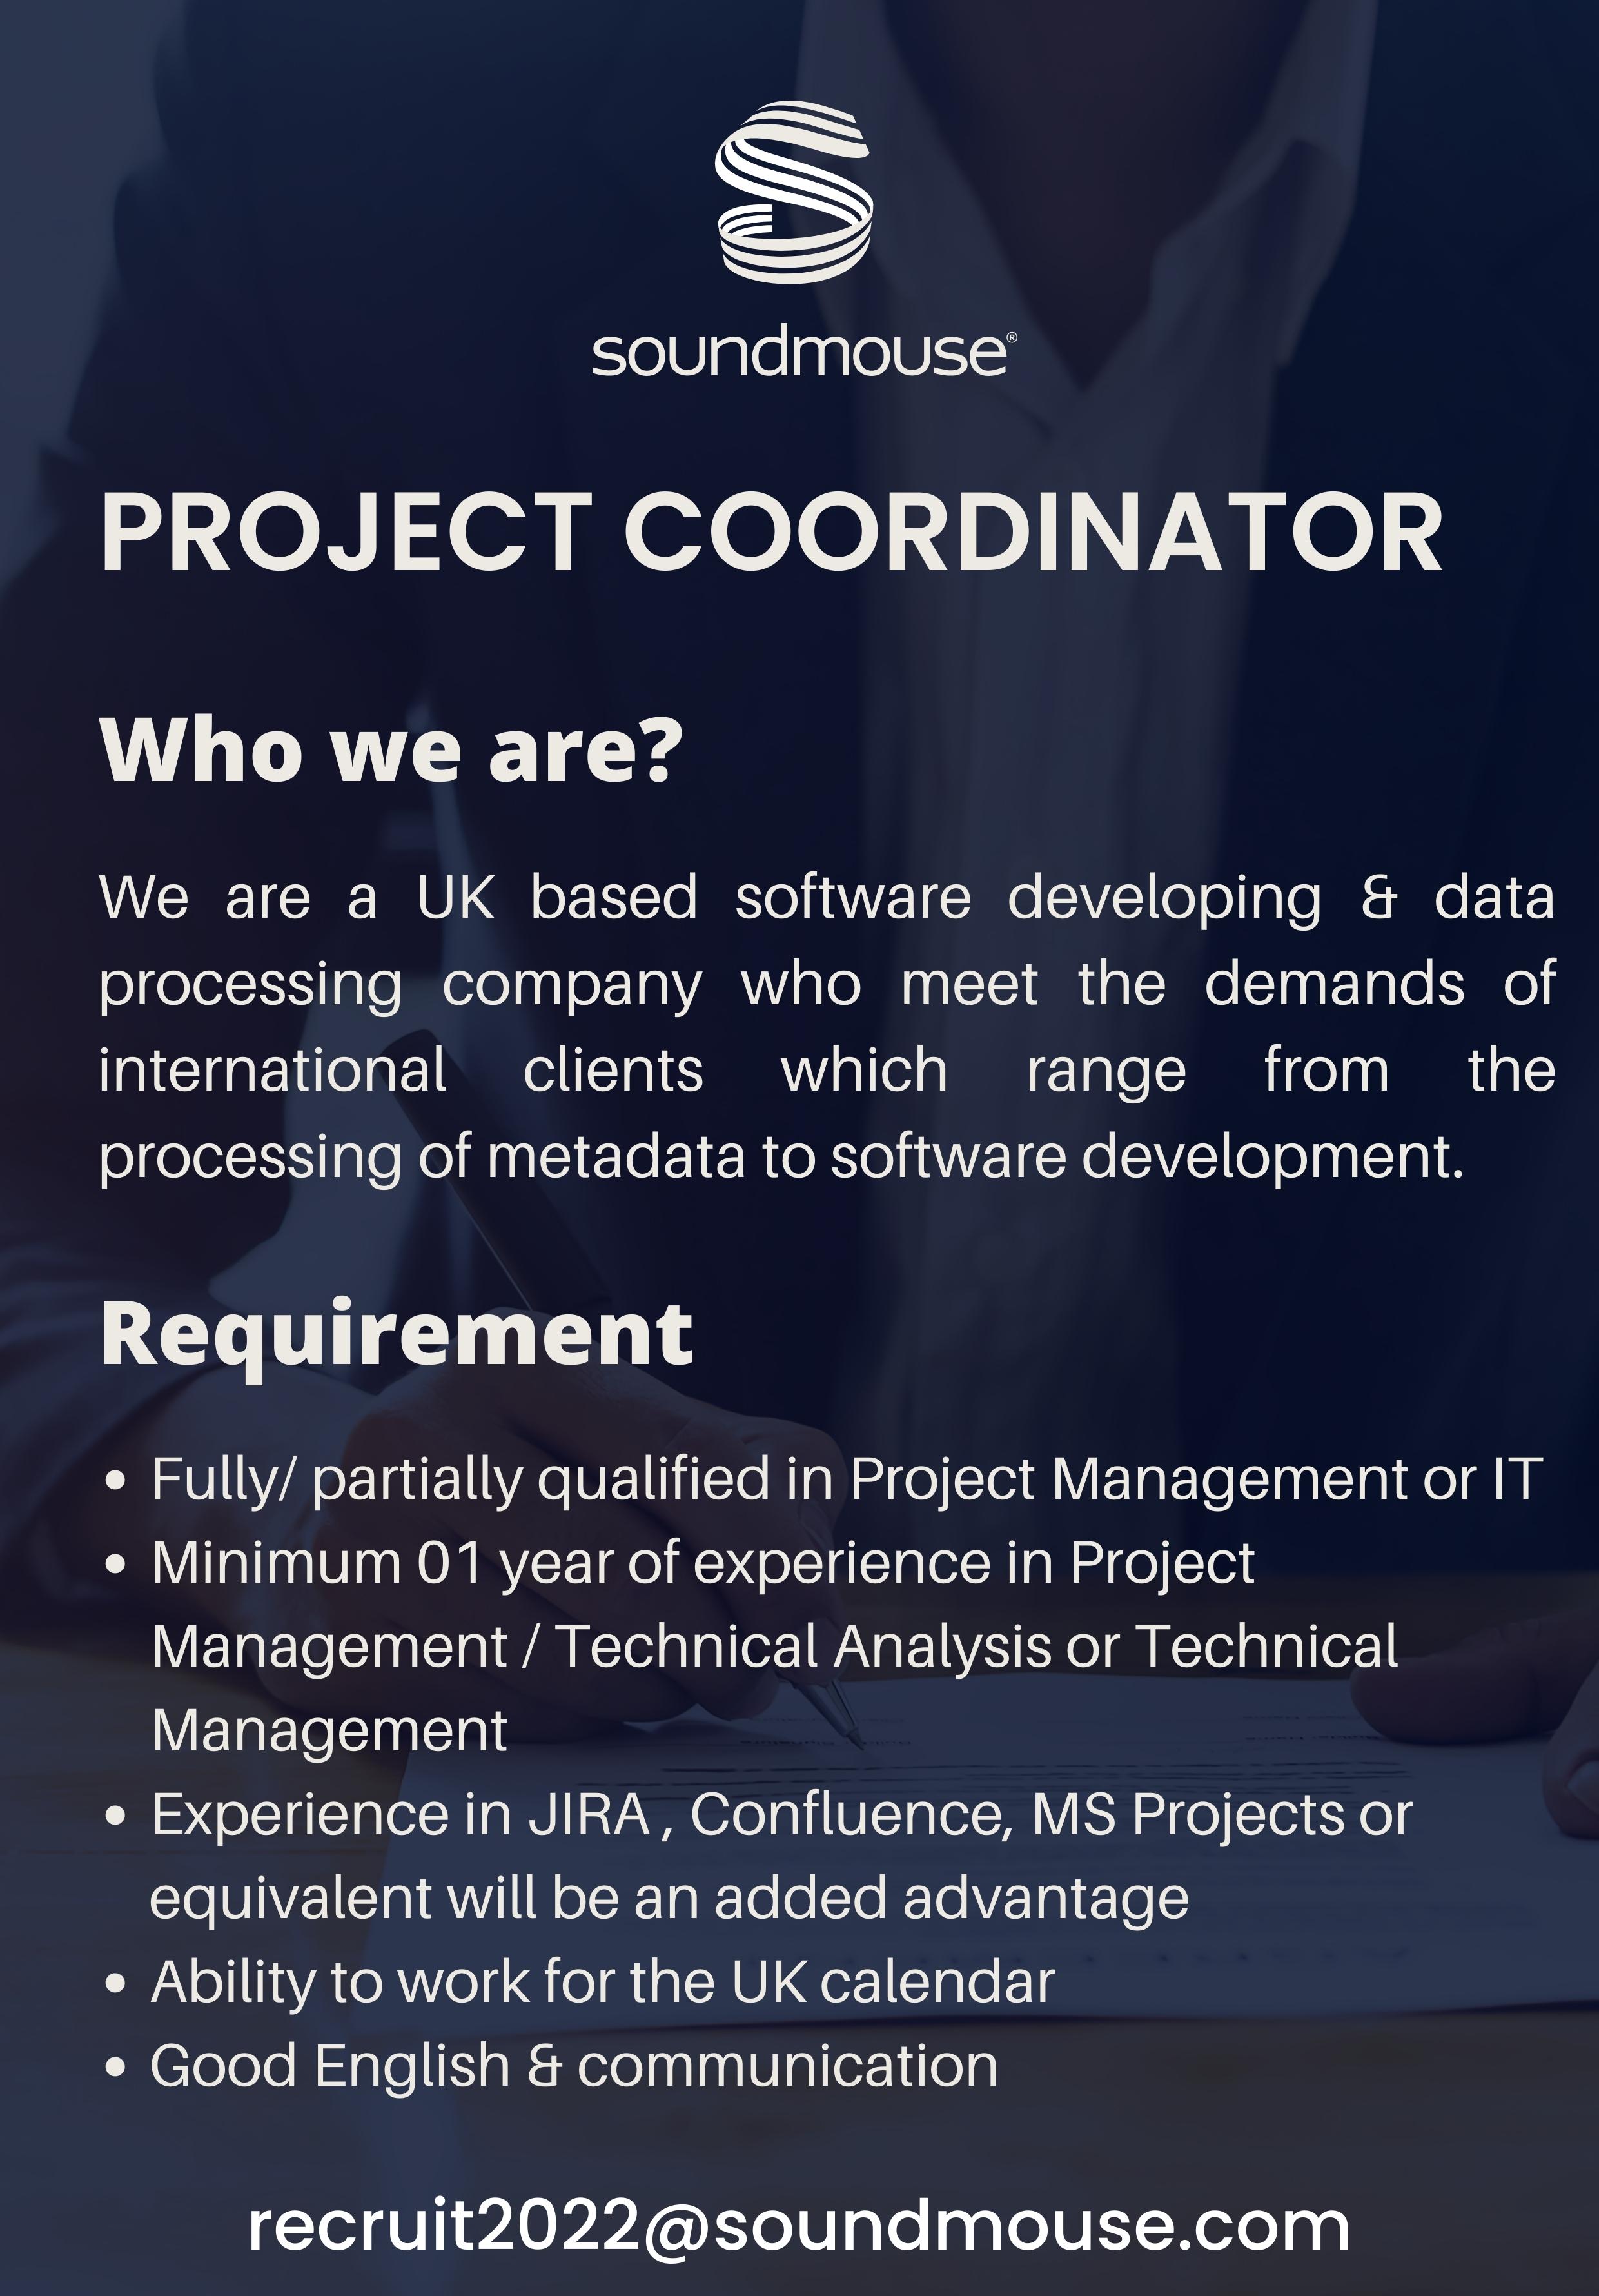 soundmouse®
PROJECT COORDINATOR
Who we are?
We are a UK based software developing & data
processing company who meet the demands of
international clients which range from the
processing of metadata to software development.
Requirement
• Fully/ partially qualified in Project Management or IT
• Minimum 01 year of experience in Project
Management / Technical Analysis or Technical
Management
• Experience in JIRA , Confluence, MS Projects or
equivalent will be an added advantage
• Ability to work for the UK calendar
• Good English & communication
recruit2022@soundmouse.com